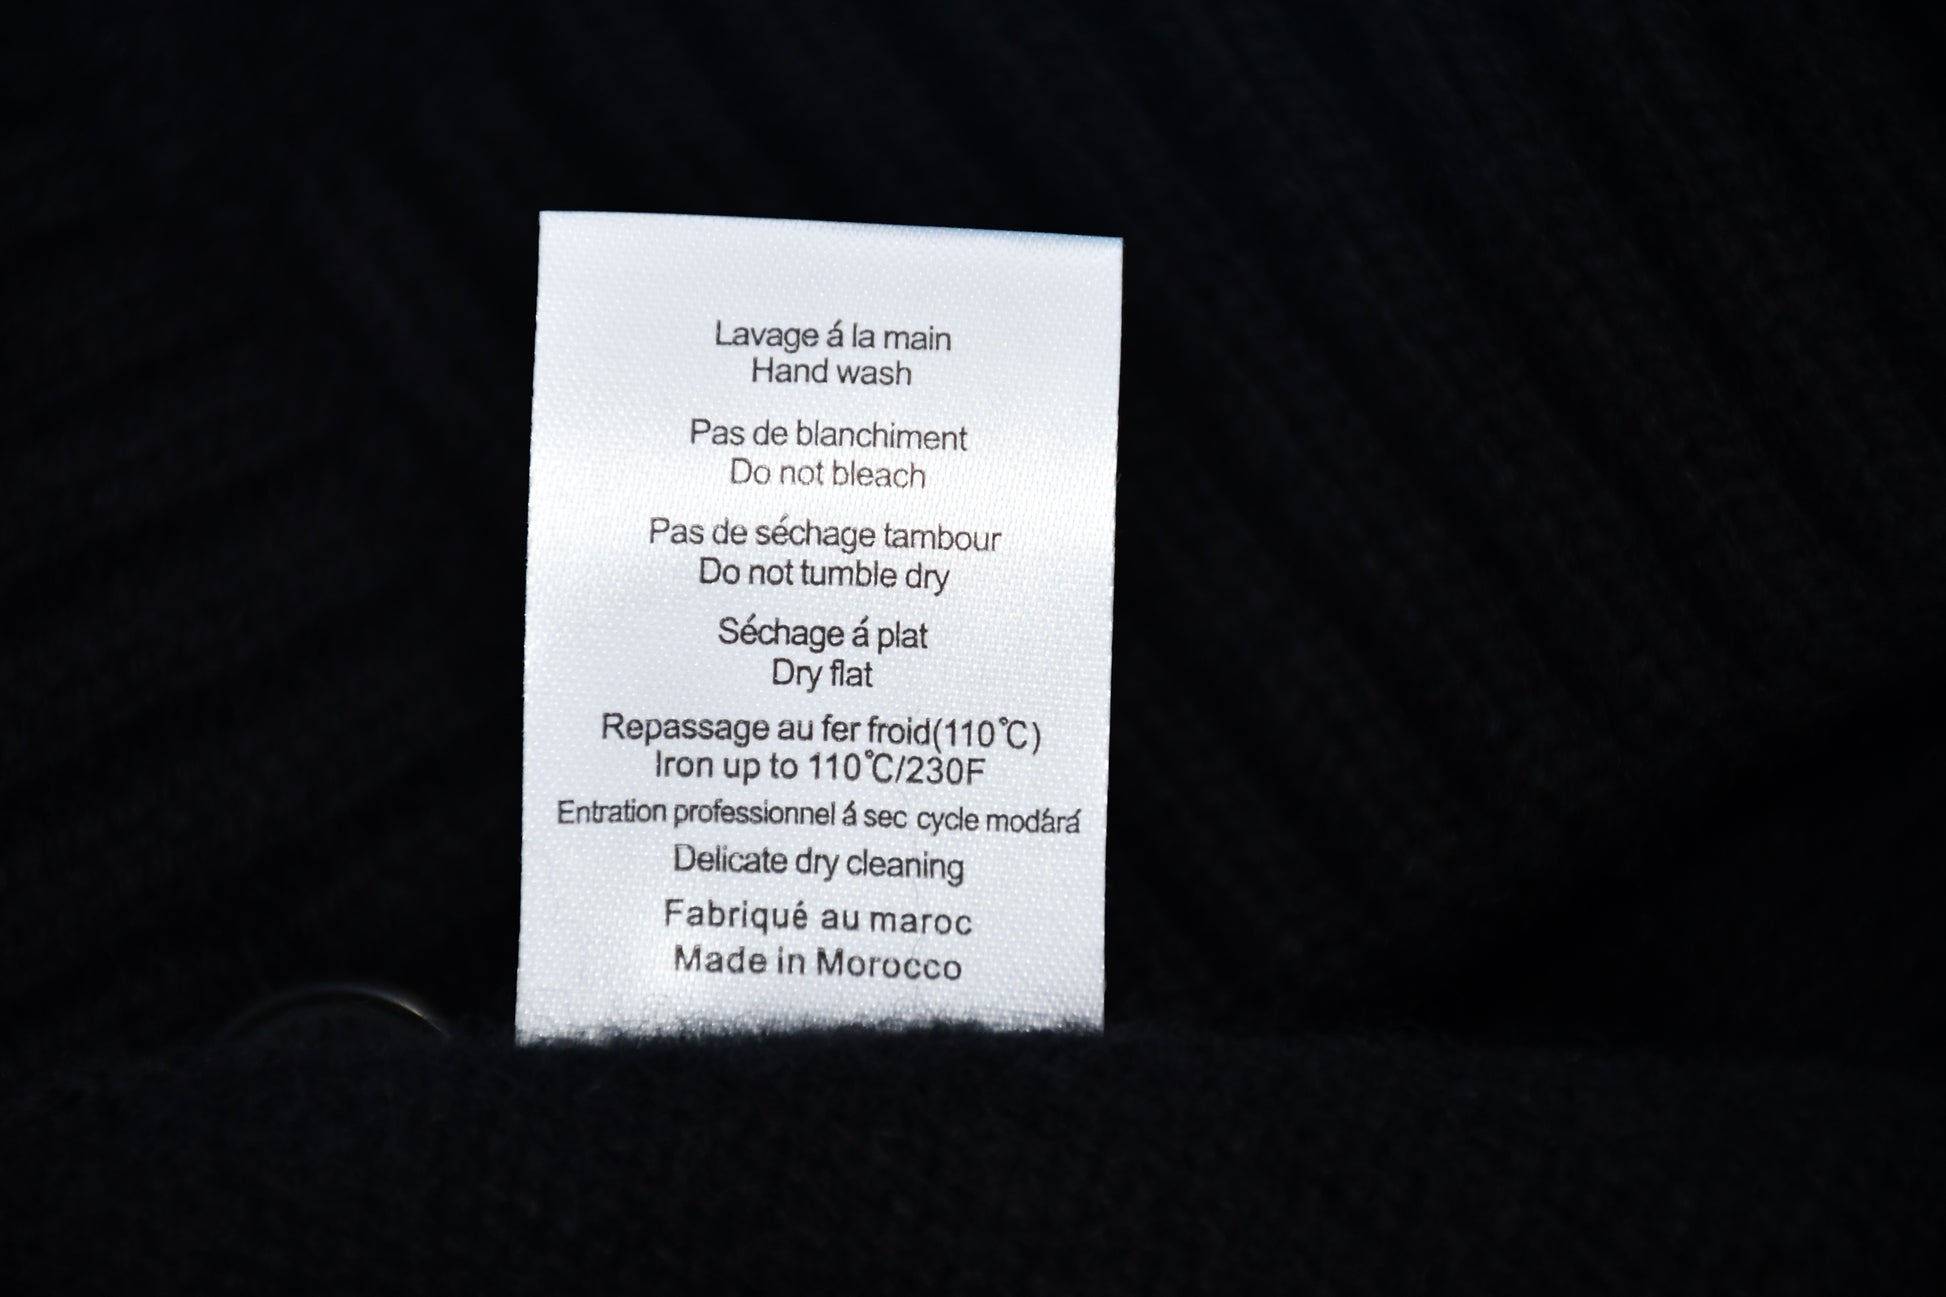 Lavage á la main
Hand wash
Pas de blanchiment
Do not bleach
Pas de séchage tambour
Do not tumble dry
Séchage á plat
Dry flat
Repassage au fer froid(110℃)
Iron up to 110℃/230F
Entration professionnel á sec cycle modárá
Delicate dry cleaning
Fabriqué au maroc
Made in Morocco